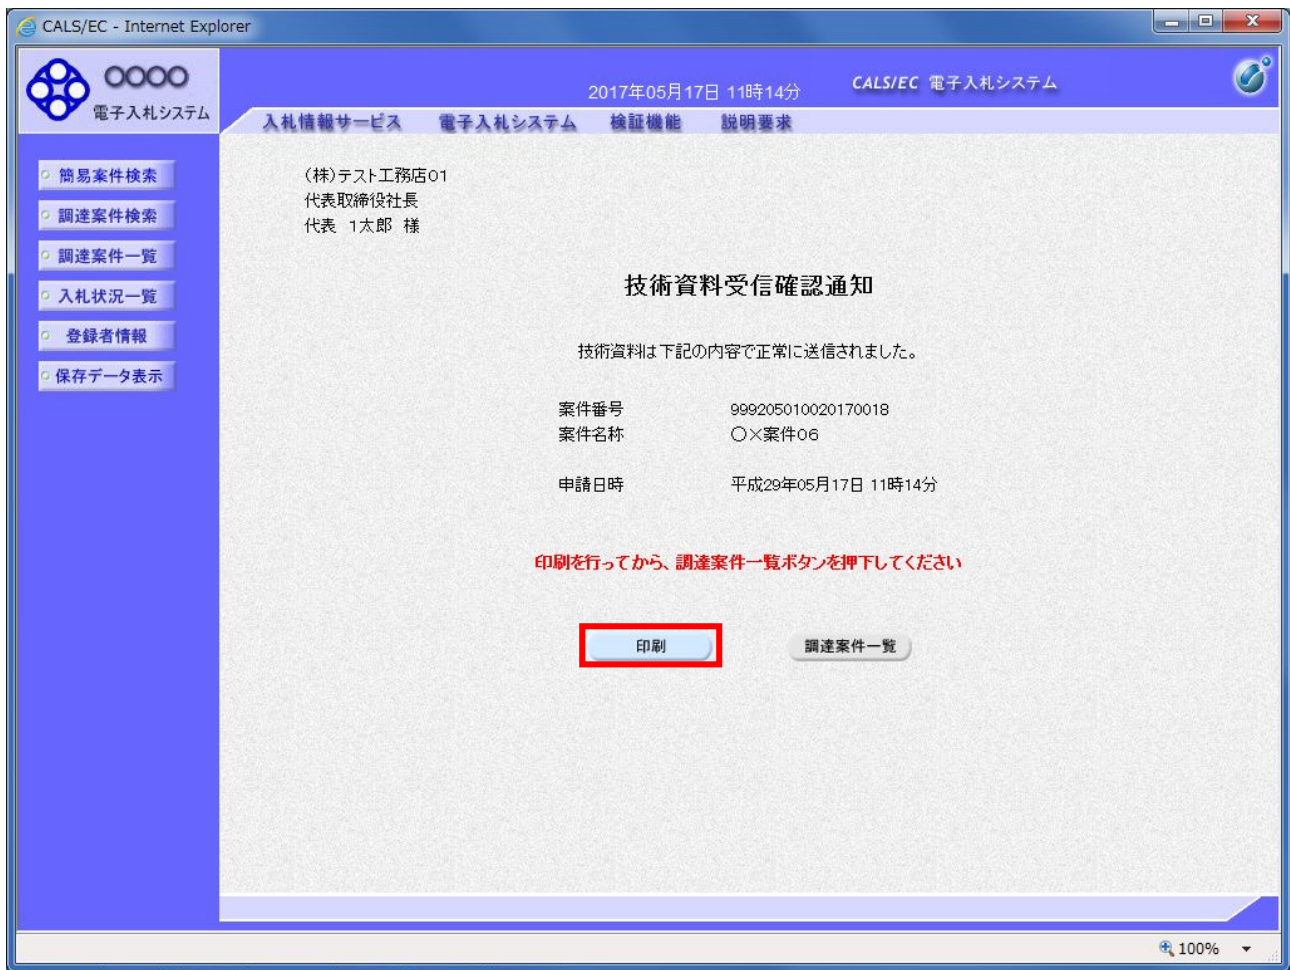 CALS/EC - Internet Explorer
OOOO
電子入札システム
2017年05月17日 11時14分
CALS/EC 電子入札システム
入札情報サービス 電子入札システム 検証機能 説明要求
簡易案件検索
調達案件検索
調達案件一覧
入札状況一覧
登録者情報
保存データ表示
(株)テスト工務店01
代表取締役社長
代表 1太郎 様
技術資料受信確認通知
技術資料は下記の内容で正常に送信されました。
案件番号 999205010020170018
案件名称 〇×案件06
申請日時 平成29年05月17日 11時14分
印刷を行ってから、調達案件一覧ボタンを押下してください
印刷 調達案件一覧
100%